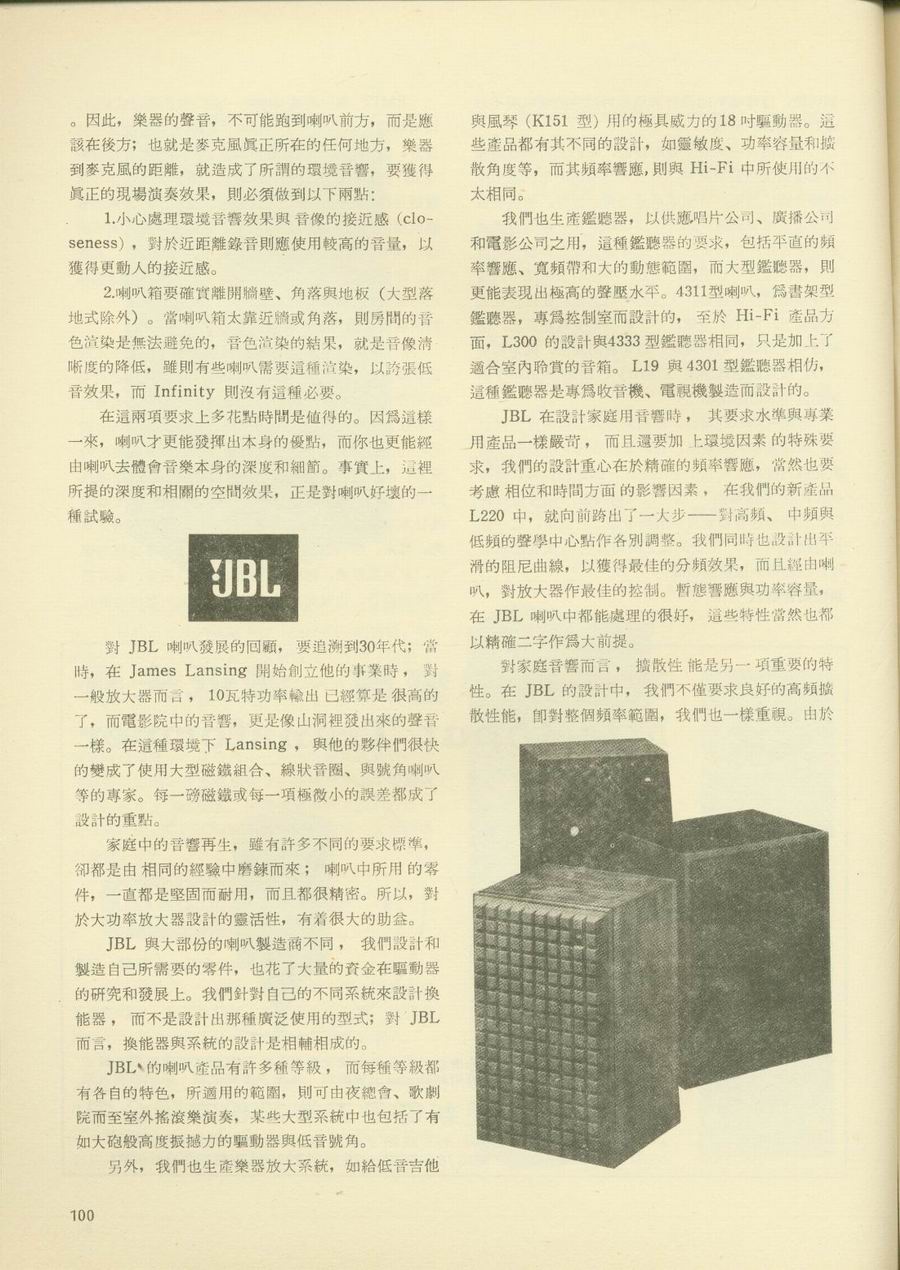 。因此，樂器的聲音，不可能跑到喇叭前方，而是應
該在後方；也就是麥克風眞正所在的任何地方，樂器
到麥克風的距離，就造成了所謂的環境音響，要獲得
眞正的現場演奏效果，則必須做到以下兩點：
1.小心處理環境音響效果與音像的接近感（clo-
seness），對於近距離錄音則應使用較高的音量，以
獲得更動人的接近感。
2.喇叭箱要確實離開牆壁、角落與地板（大型落
地式除外）。當喇叭箱太靠近牆或角落，則房間的音
色渲染是無法避免的，音色渲染的結果，就是音像清
晰度的降低，雖則有些喇叭需要這種渲染，以誇張低
音效果，而 Infinity 則沒有這種必要。
在這兩項要求上多花點時間是值得的。因爲這樣
一來，喇叭才更能發揮出本身的優點，而你也更能經
由喇叭去體會音樂本身的深度和細節。事實上，這裡
所提的深度和相關的空間效果，正是對喇叭好壞的一
種試驗。
JBL
對 JBL 喇叭發展的回顧，要追溯到30年代；當
時，在 James Lansing 開始創立他的事業時，對
一般放大器而言，10瓦特功率輸出已經算是很高的
了，而電影院中的音響，更是像山洞裡發出來的聲音
一樣。在這種環境下 Lansing，與他的夥伴們很快
的變成了使用大型磁鐵組合、線狀音圈、與號角喇叭
等的專家。每一磅磁鐵或每一項極微小的誤差都成了
設計的重點。
家庭中的音響再生，雖有許多不同的要求標準，
卻都是由相同的經驗中磨鍊而來；喇叭中所用的零
件，一直都是堅固而耐用，而且都很精密。所以，對
於大功率放大器設計的靈活性，有着很大的助益。
JBL 與大部份的喇叭製造商不同，我們設計和
製造自己所需要的零件，也花了大量的資金在驅動器
的硏究和發展上。我們針對自己的不同系統來設計換
能器，而不是設計出那種廣泛使用的型式；對 JBL
而言，換能器與系統的設計是相輔相成的。
JBL 的喇叭產品有許多種等級，而每種等級都
有各自的特色，所適用的範圍，則可由夜總會、歌劇
院而至室外搖滾樂演奏，某些大型系統中也包括了有
如大砲般高度振撼力的驅動器與低音號角。
另外，我們也生產樂器放大系統，如給低音吉他
與風琴（K151 型）用的極具威力的18吋驅動器。這
些產品都有其不同的設計，如靈敏度、功率容量和擴
散角度等，而其頻率響應，則與 Hi-Fi 中所使用的不
太相同。
我們也生產鑑聽器，以供應唱片公司、廣播公司
和電影公司之用，這種鑑聽器的要求，包括平直的頻
率響應、寬頻帶和大的動態範圍，而大型鑑聽器，則
更能表現出極高的聲壓水平。4311型喇叭，爲書架型
鑑聽器，專爲控制室而設計的，至於 Hi-Fi 產品方
面，L300 的設計與4333型鑑聽器相同，只是加上了
適合室內聆賞的音箱。L19 與 4301 型鑑聽器相仿，
這種鑑聽器是專爲收音機、電視機製造而設計的。
JBL 在設計家庭用音響時，其要求水準與專業
用產品一樣嚴苛，而且還要加上環境因素的特殊要
求，我們的設計重心在於精確的頻率響應，當然也要
考慮相位和時間方面的影響因素，在我們的新產品
L220 中，就向前跨出了一大步——對高頻、中頻與
低頻的聲學中心點作各別調整。我們同時也設計出平
滑的阻尼曲線，以獲得最佳的分頻效果，而且經由喇
叭，對放大器作最佳的控制。暫態響應與功率容量，
在 JBL 喇叭中都能處理的很好，這些特性當然也都
以精確二字作爲大前提。
對家庭音響而言，擴散性能是另一項重要的特
性。在 JBL 的設計中，我們不僅要求良好的高頻擴
散性能，卽對整個頻率範圍，我們也一樣重視。由於
100